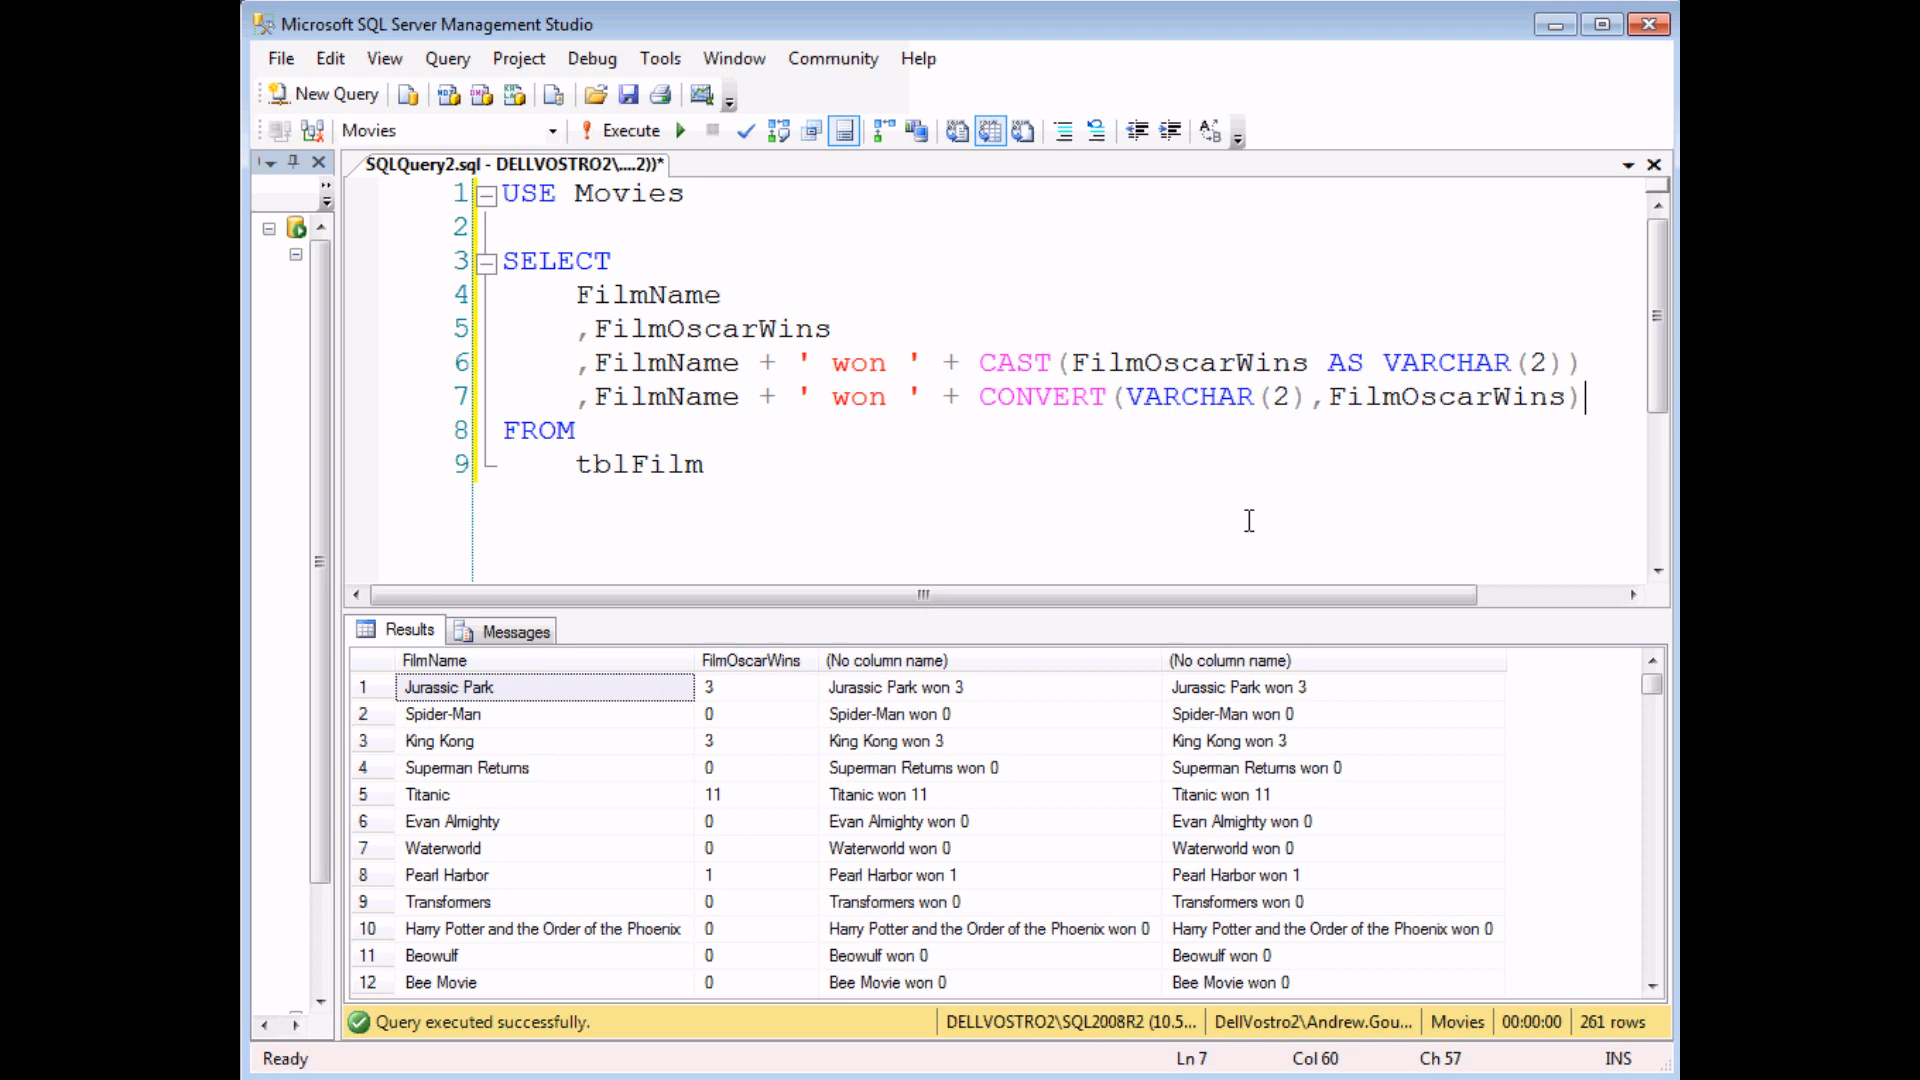 Microsoft SQL Server Management Studio
File Edit View Query Project Debug Tools Window Community Help
New Query
Movies Execute
SQLQuery2.sql - DELLVOSTRO2\....2))*
1 USE Movies
2
3 SELECT
4 FilmName
5 ,FilmOscarWins
6 ,FilmName + ' won ' + CAST(FilmOscarWins AS VARCHAR(2))
7 ,FilmName + ' won ' + CONVERT(VARCHAR(2),FilmOscarWins)
8 FROM
9 tblFilm
Results Messages
FilmName FilmOscarWins (No column name) (No column name)
1 Jurassic Park 3 Jurassic Park won 3 Jurassic Park won 3
2 Spider-Man 0 Spider-Man won 0 Spider-Man won 0
3 King Kong 3 King Kong won 3 King Kong won 3
4 Superman Returns 0 Superman Returns won 0 Superman Returns won 0
5 Titanic 11 Titanic won 11 Titanic won 11
6 Evan Almighty 0 Evan Almighty won 0 Evan Almighty won 0
7 Waterworld 0 Waterworld won 0 Waterworld won 0
8 Pearl Harbor 1 Pearl Harbor won 1 Pearl Harbor won 1
9 Transformers 0 Transformers won 0 Transformers won 0
10 Harry Potter and the Order of the Phoenix 0 Harry Potter and the Order of the Phoenix won 0 Harry Potter and the Order of the Phoenix won 0
11 Beowulf 0 Beowulf won 0 Beowulf won 0
12 Bee Movie 0 Bee Movie won 0 Bee Movie won 0
Query executed successfully. DELLVOSTRO2\SQL2008R2 (10.5... DellVostro2\Andrew.Gou... Movies 00:00:00 261 rows
Ready Ln 7 Col 60 Ch 57 INS